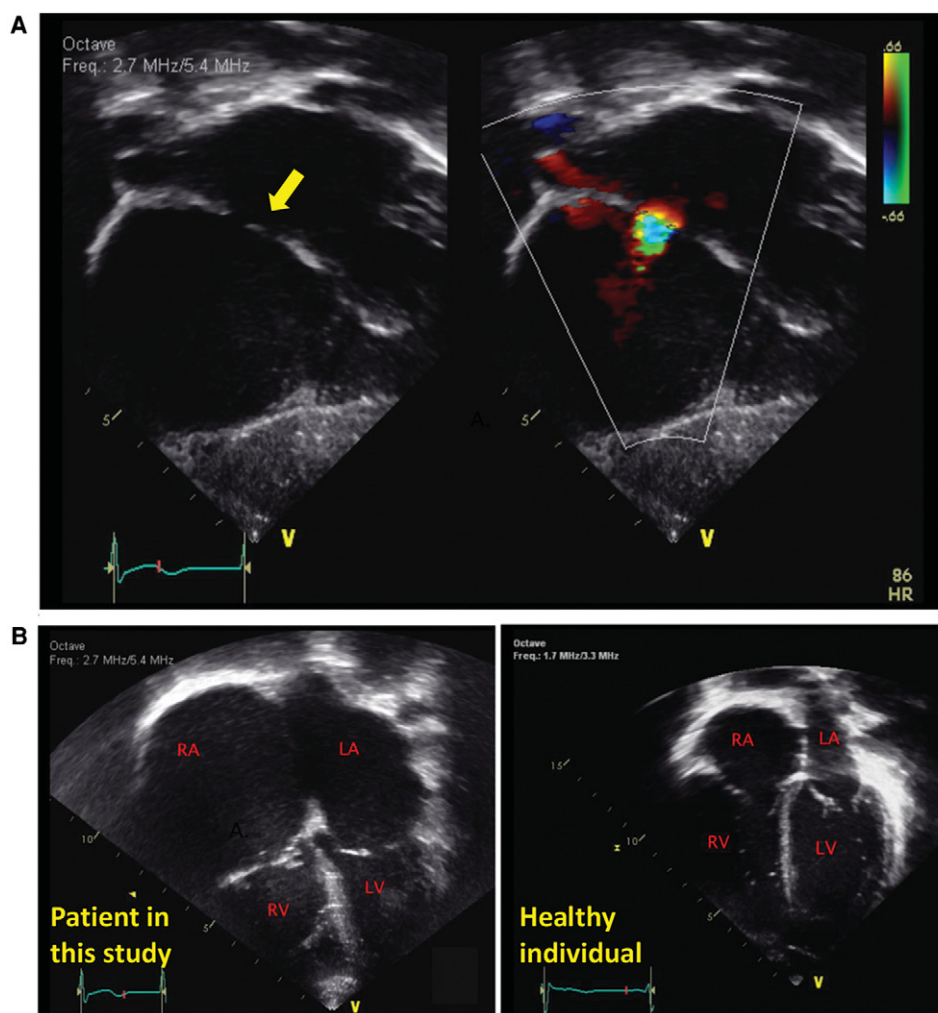 A
Octave
Freq.: 2.7 MHz/5.4 MHz
.66
-.66
5
A.
V
V
86
HR
B
Octave
Freq.: 2.7 MHz/5.4 MHz
RA
LA
A.
10
RV
LV
5
Patient in
this study
V
Octave
Freq.: 1.7 MHz/3.3 MHz
RA
LA
15
10
RV
LV
5
Healthy
individual
V